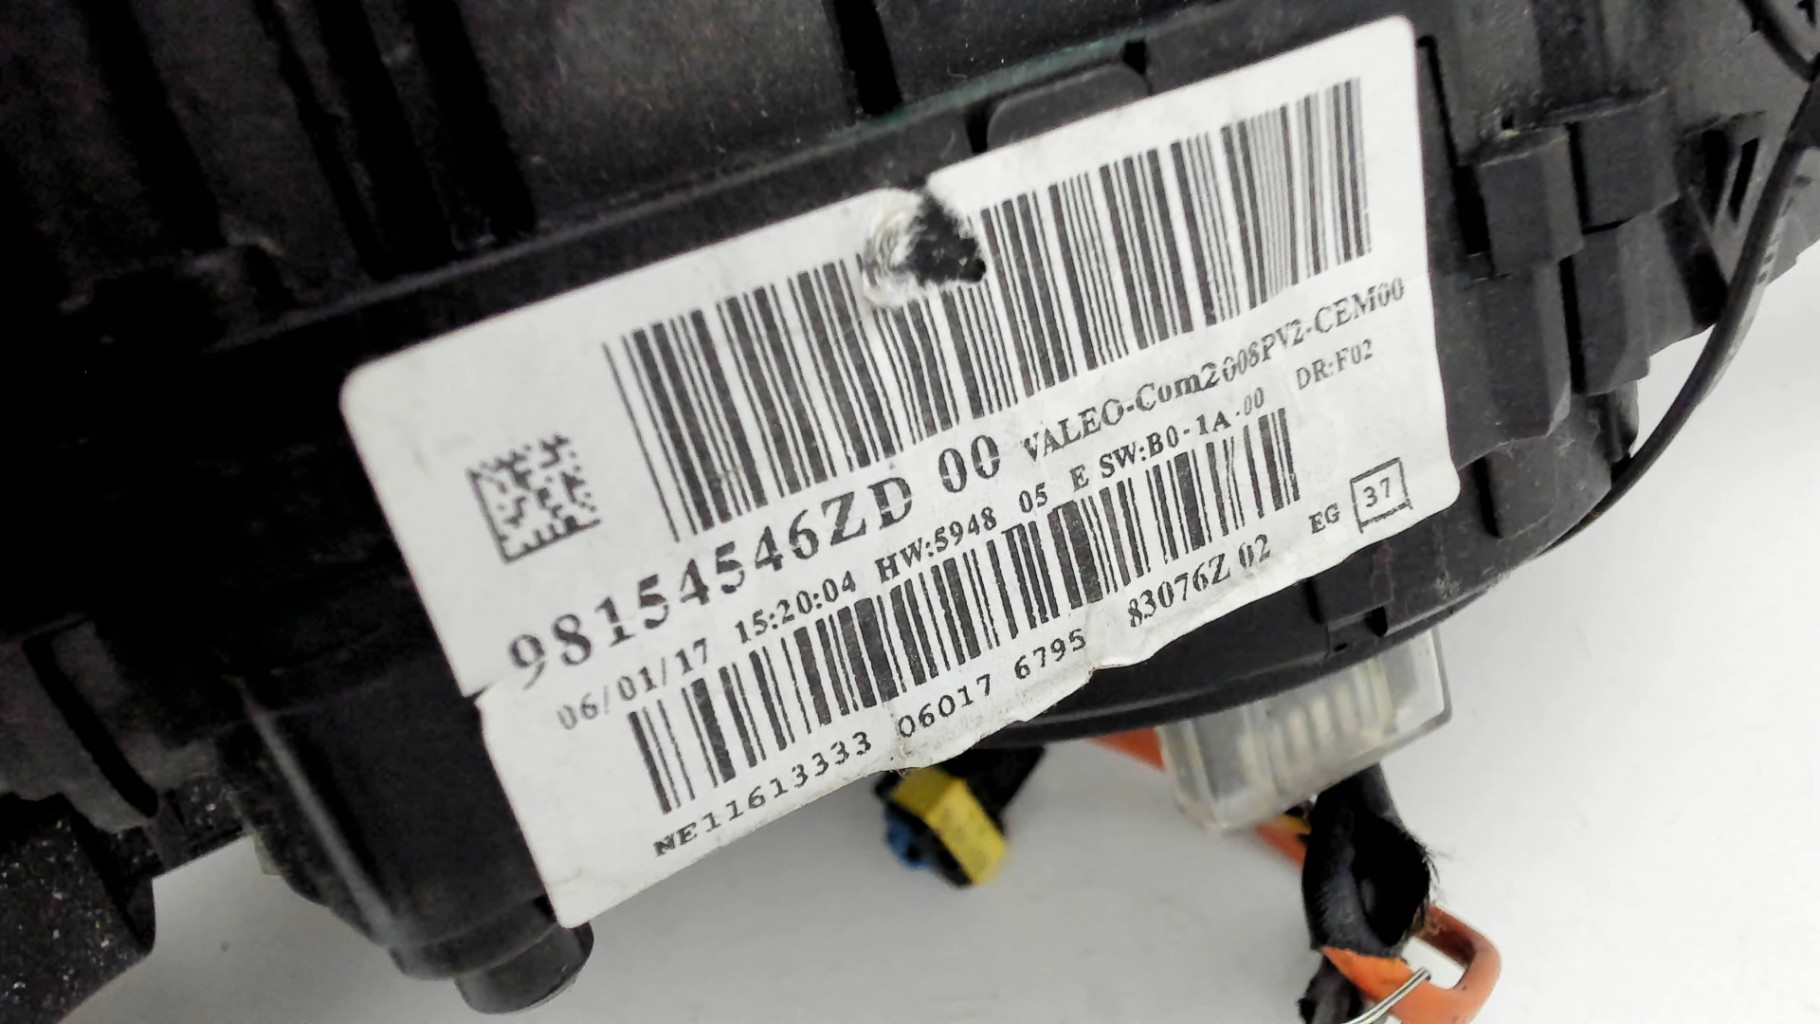 98154546ZD 00 VALEO-Com2008PV2-CEM00
06/01/17 15:20:04 HW:5948 05 E SW:B0-1A-00 DR:F02
NE11613333 06017 6795 83076Z 02 EG 37